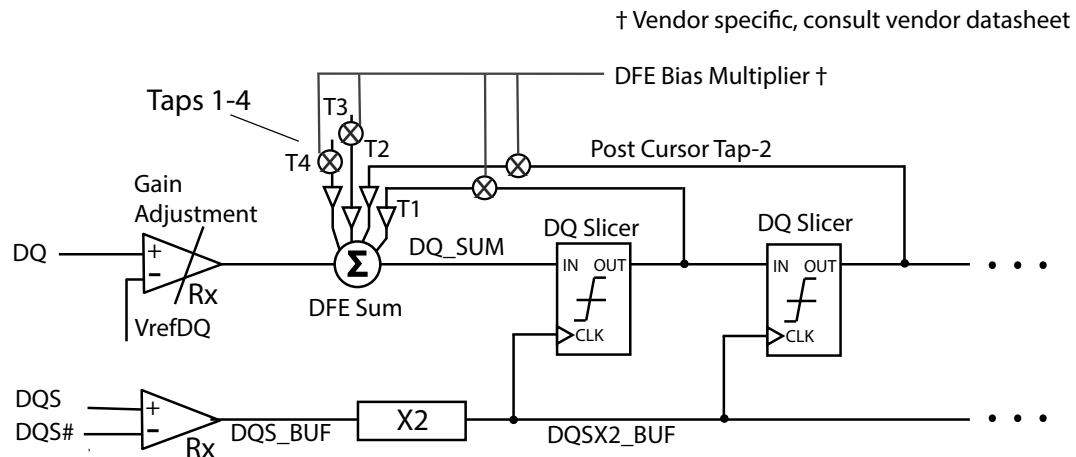 † Vendor specific, consult vendor datasheet
DFE Bias Multiplier †
Taps 1-4
T3
T2
T4
Post Cursor Tap-2
T1
Gain
Adjustment
DQ Slicer
DQ Slicer
DQ
+
−
Rx
VrefDQ
Σ
DFE Sum
DQ_SUM
IN OUT
CLK
IN OUT
CLK
• • •
DQS
DQS#
+
−
Rx
DQS_BUF
X2
DQSX2_BUF
• • •